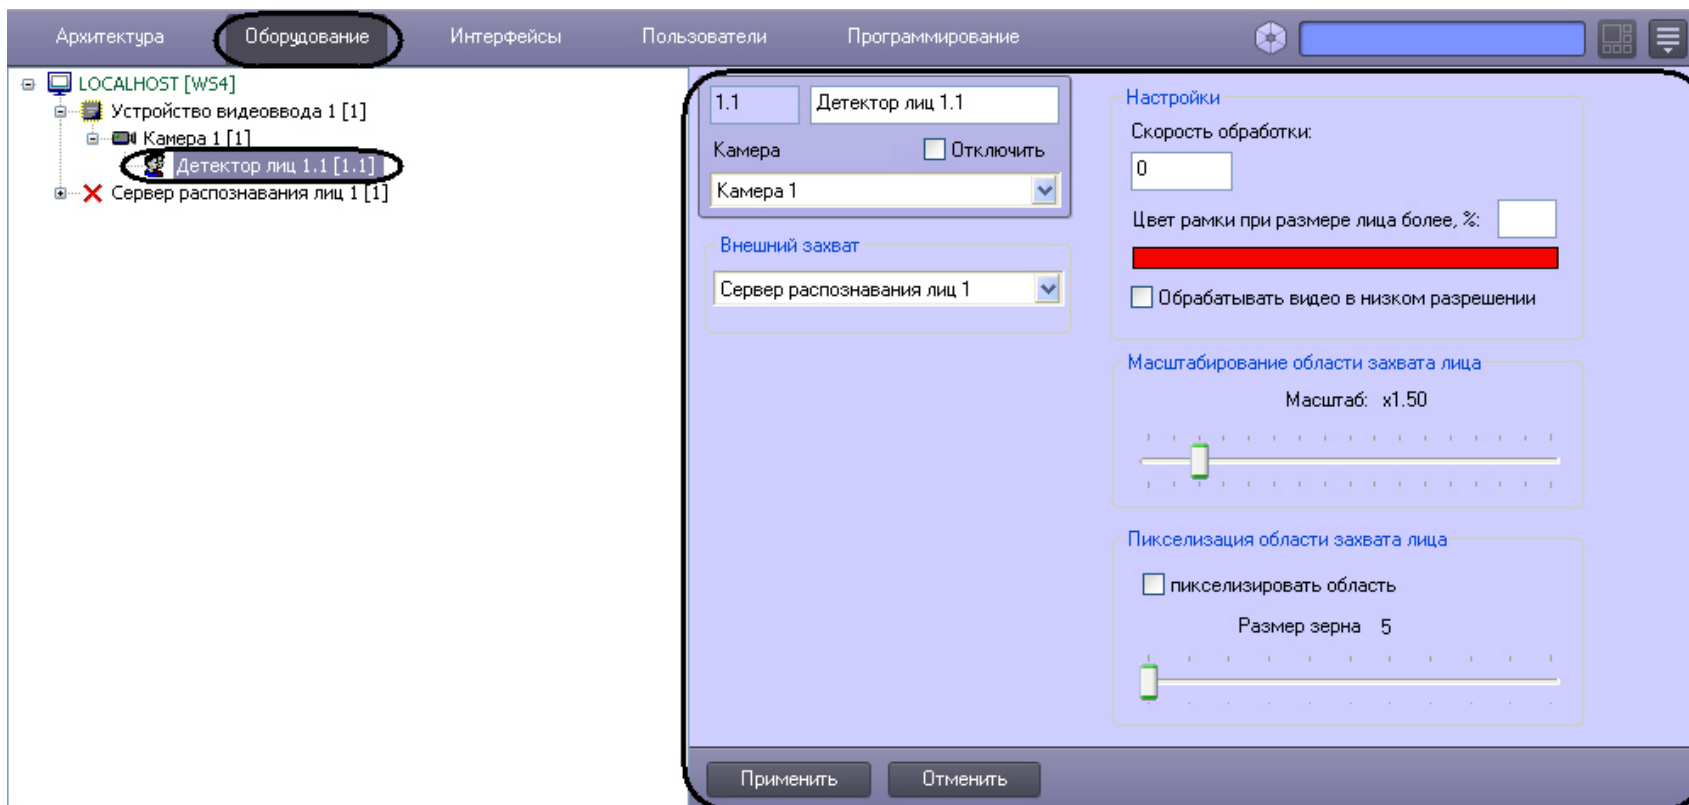 Архитектура Оборудование Интерфейсы Пользователи Программирование
LOCALHOST [WS4]
Устройство видеоввода 1 [1]
Камера 1 [1]
Детектор лиц 1.1 [1.1]
Сервер распознавания лиц 1 [1]
1.1 Детектор лиц 1.1
Камера Отключить
Камера 1
Внешний захват
Сервер распознавания лиц 1
Настройки
Скорость обработки:
0
Цвет рамки при размере лица более, %:
Обрабатывать видео в низком разрешении
Масштабирование области захвата лица
Масштаб: x1.50
Пикселизация области захвата лица
пикселизировать область
Размер зерна 5
Применить Отменить